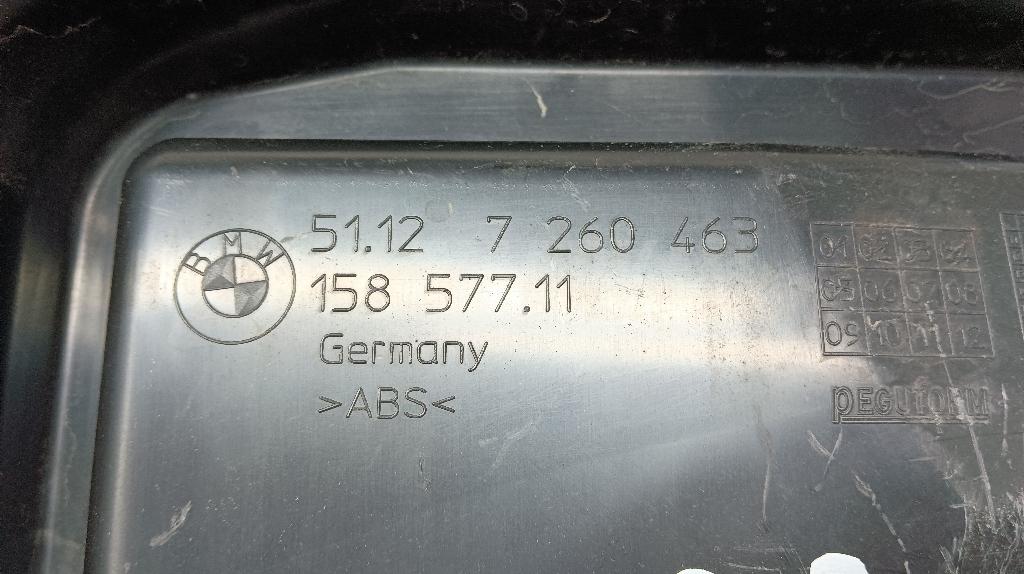 BMW
51.12 7 260 463
158 577.11
Germany
>ABS<
01 02 03 04
05 06 07 08
09 10 11 12
PEGUFORM